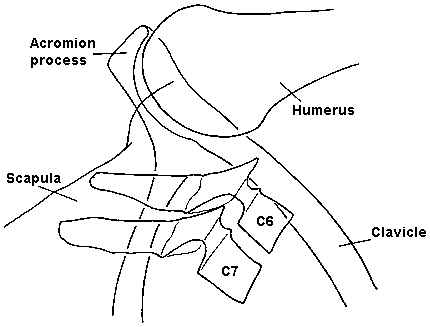 Acromion
process
Humerus
Scapula
C6
Clavicle
C7